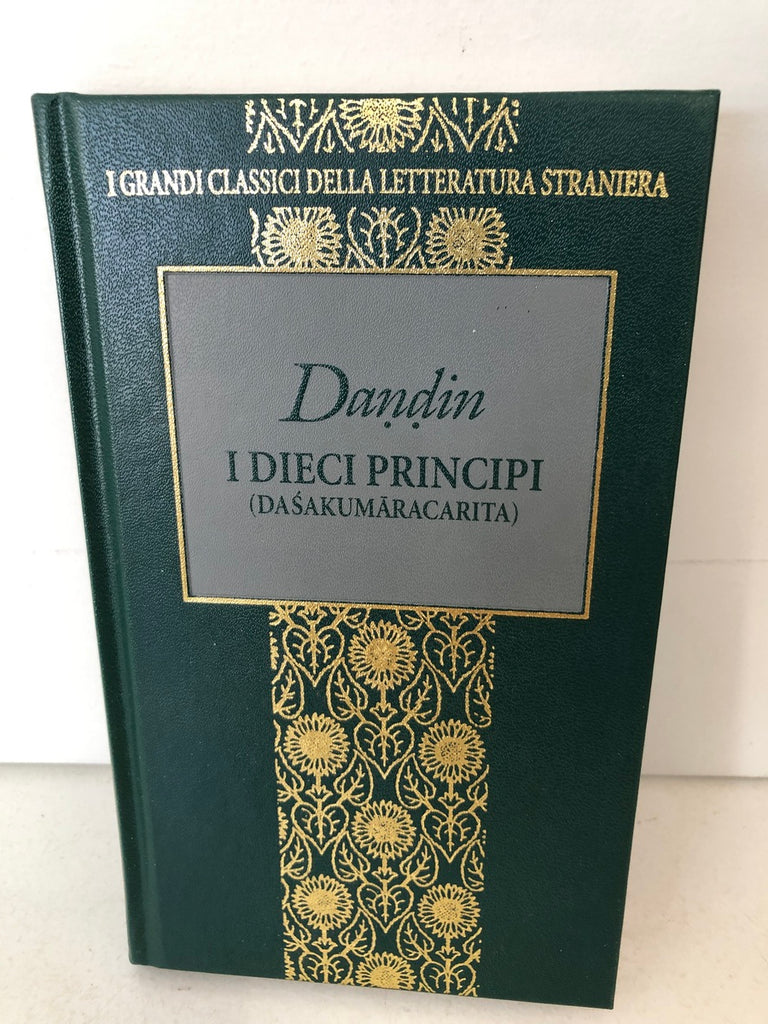 I GRANDI CLASSICI DELLA LETTERATURA STRANIERA
Daṇḍin
I DIECI PRINCIPI
(DAŚAKUMĀRACARITA)